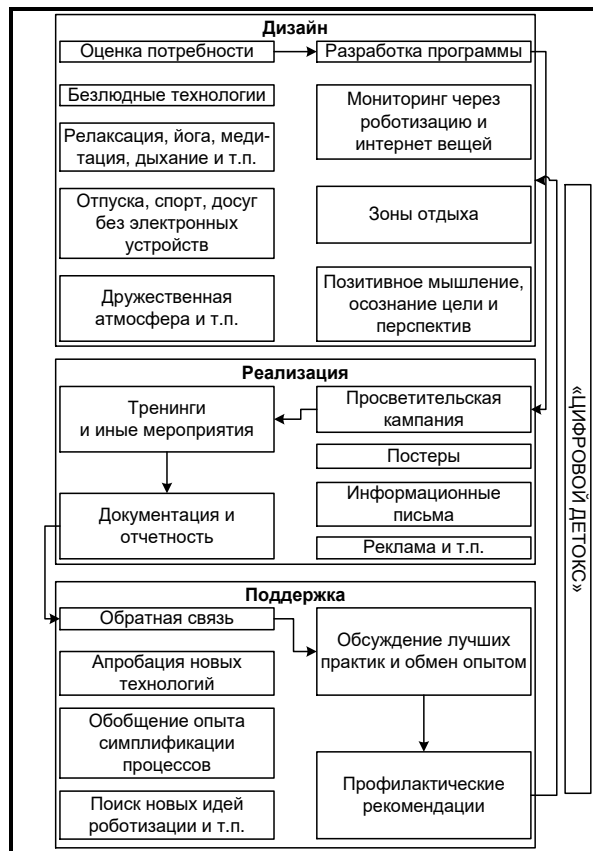 Дизайн
Оценка потребности
Разработка программы
Безлюдные технологии
Релаксация, йога, меди-
тация, дыхание и т.п.
Отпуска, спорт, досуг
без электронных
устройств
Дружественная
атмосфера и т.п.
Мониторинг через
роботизацию и
интернет вещей
Зоны отдыха
Позитивное мышление,
осознание цели и
перспектив
Реализация
Тренинги
и иные мероприятия
Документация и
отчетность
Просветительская
кампания
Постеры
Информационные
письма
Реклама и т.п.
Поддержка
Обратная связь
Апробация новых
технологий
Обобщение опыта
симплификации
процессов
Поиск новых идей
роботизации и т.п.
Обсуждение лучших
практик и обмен опытом
Профилактические
рекомендации
«ЦИФРОВОЙ ДЕТОКС»